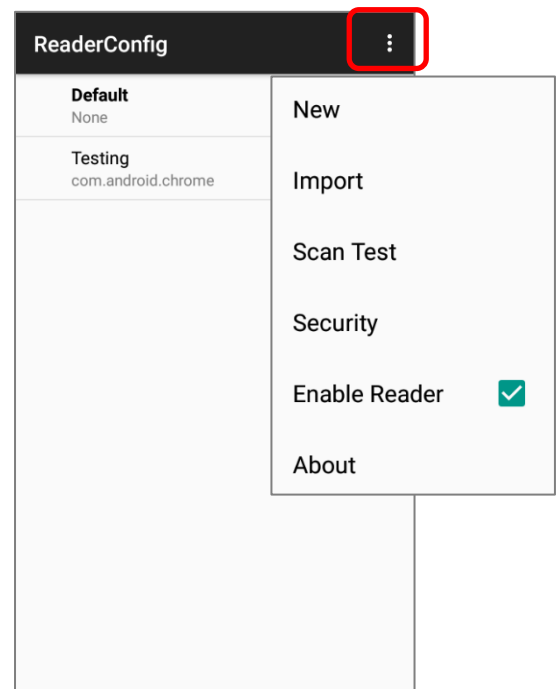 ReaderConfig
Default
None
Testing
com.android.chrome
New
Import
Scan Test
Security
Enable Reader
About